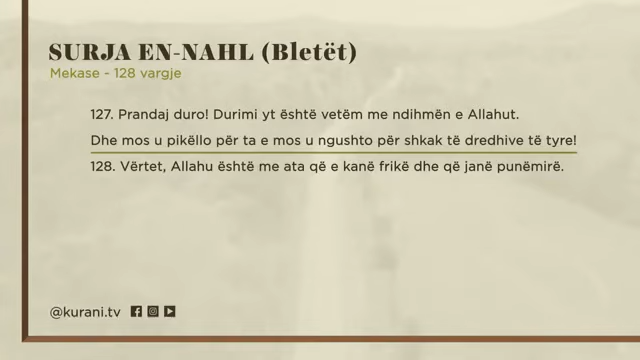 SURJA EN-NAHL (Bletët)
Mekase - 128 vargje
127. Prandaj duro! Durimi yt është vetëm me ndihmën e Allahut.
Dhe mos u pikëllo për ta e mos u ngushto për shkak të dredhive të tyre!
128. Vërtet, Allahu është me ata që e kanë frikë dhe që janë punëmirë.
@kurani.tv